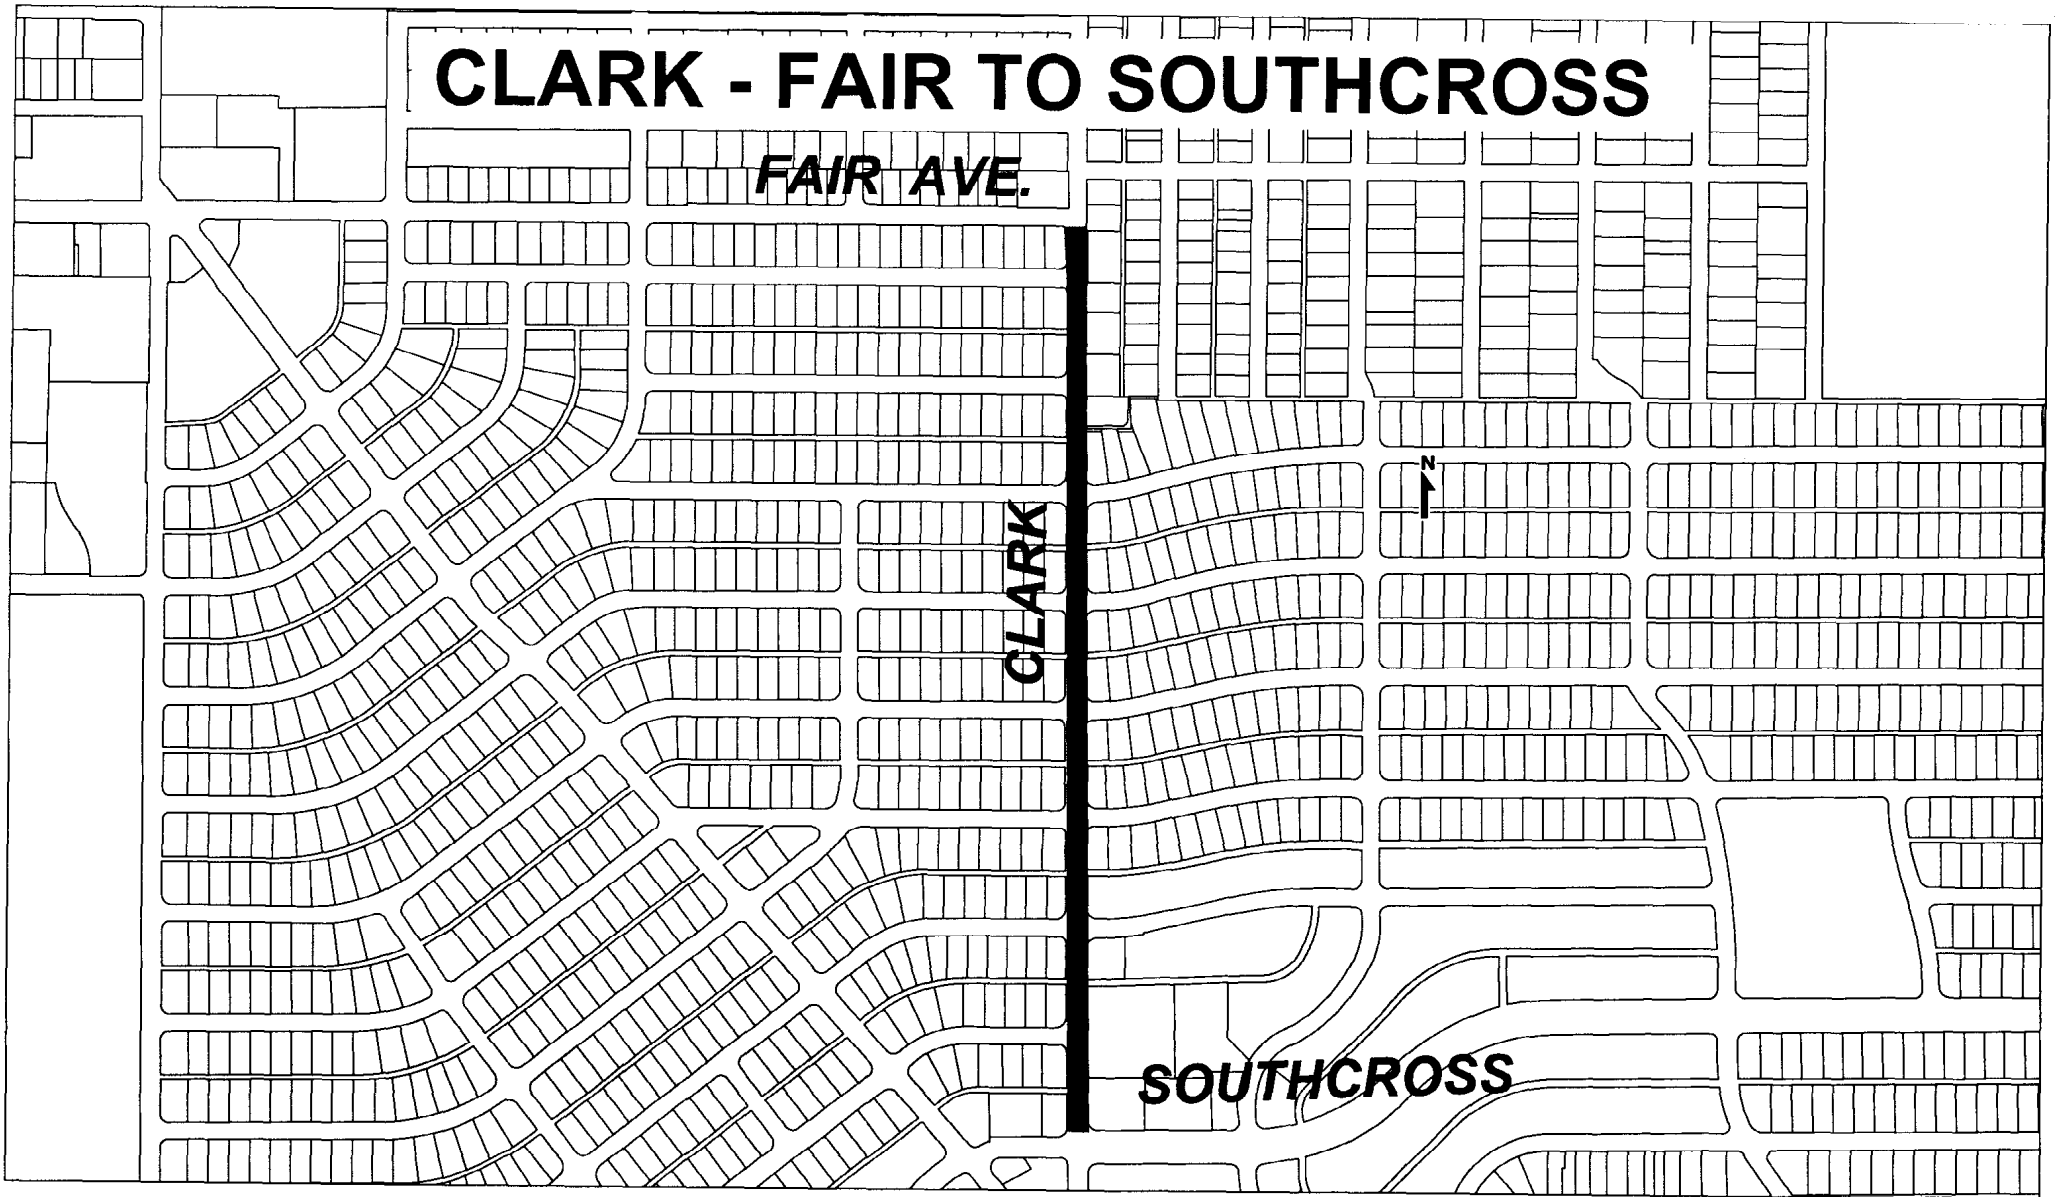 CLARK - FAIR TO SOUTHCROSS
FAIR AVE.
N
CLARK
SOUTHCROSS